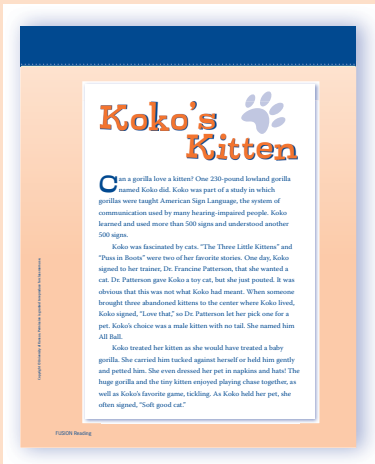 Koko's
Kitten
Can a gorilla love a kitten? One 230-pound lowland gorilla
named Koko did. Koko was part of a study in which
gorillas were taught American Sign Language, the system of
communication used by many hearing-impaired people. Koko
learned and used more than 500 signs and understood another
500 signs.
Koko was fascinated by cats. “The Three Little Kittens” and
“Puss in Boots” were two of her favorite stories. One day, Koko
signed to her trainer, Dr. Francine Patterson, that she wanted a
cat. Dr. Patterson gave Koko a toy cat, but she just pouted. It was
obvious that this was not what Koko had meant. When someone
brought three abandoned kittens to the center where Koko lived,
Koko signed, “Love that,” so Dr. Patterson let her pick one for a
pet. Koko's choice was a male kitten with no tail. She named him
All Ball.
Koko treated her kitten as she would have treated a baby
gorilla. She carried him tucked against herself or held him gently
and petted him. She even dressed her pet in napkins and hats! The
huge gorilla and the tiny kitten enjoyed playing chase together, as
well as Koko's favorite game, tickling. As Koko held her pet, she
often signed, “Soft good cat.”
FUSION Reading